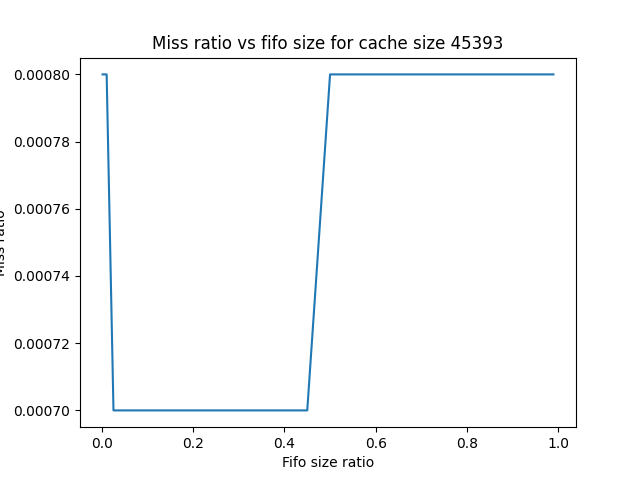 Miss ratio vs fifo size for cache size 45393
Miss ratio
0.00080
0.00078
0.00076
0.00074
0.00072
0.00070
0.0 0.2 0.4 0.6 0.8 1.0
Fifo size ratio